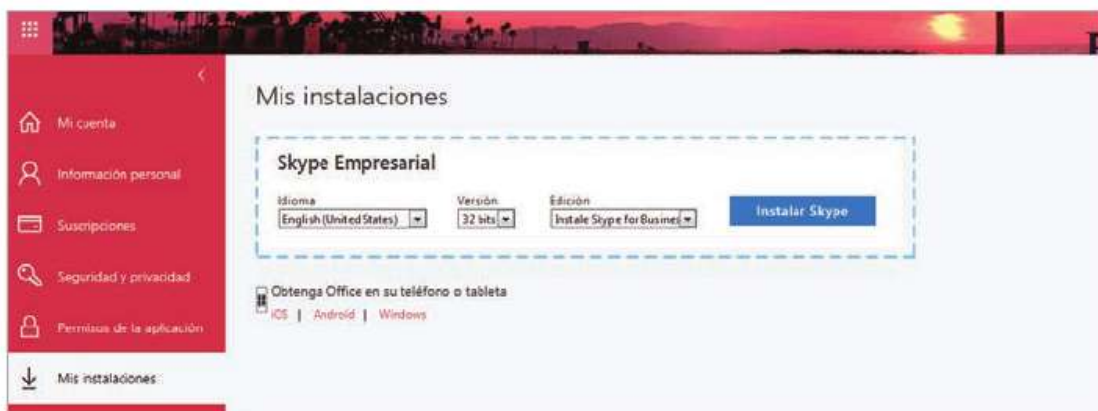 Mis instalaciones
Mi cuenta
Información personal
Suscripciones
Seguridad y privacidad
Permisos de la aplicación
Mis instalaciones
Skype Empresarial
Idioma Versión Edición
English (United States) 32 bits Instale Skype for Busines Instalar Skype
Obtenga Office en su teléfono o tableta
iOS | Android | Windows